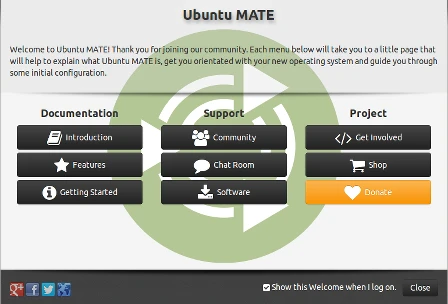 Ubuntu MATE
Welcome to Ubuntu MATE! Thank you for joining our community. Each menu below will take you to a little page that
will help to explain what Ubuntu MATE is, get you orientated with your new operating system and guide you through
some initial configuration.
Documentation Support Project
Introduction Community Get Involved
Features Chat Room Shop
Getting Started Software Donate
Show this Welcome when I log on. Close